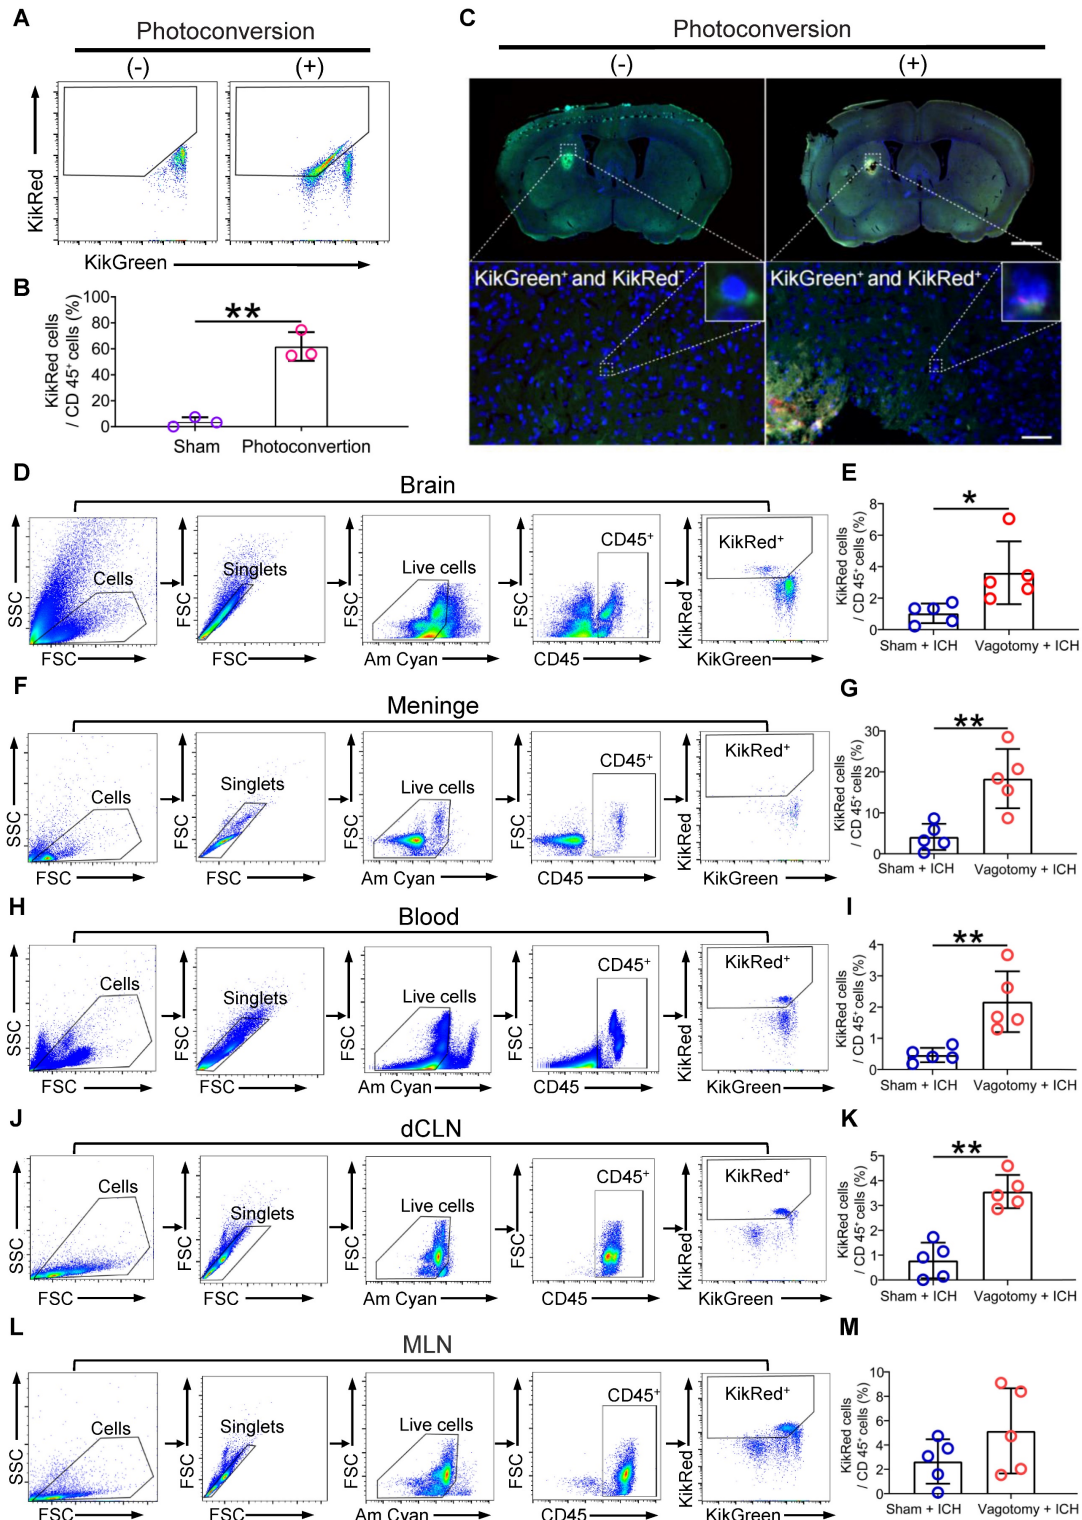 A
Photoconversion
(-)
(+)
KikRed
KikGreen
B
KikRed cells
/ CD 45+ cells (%)
100
80
60
40
20
0
**
Sham
Photoconvertion
C
Photoconversion
(-)
(+)
KikGreen+ and KikRed-
KikGreen+ and KikRed+
D
Brain
SSC
Cells
FSC
FSC
Singlets
FSC
FSC
Live cells
Am Cyan
FSC
CD45+
CD45
KikRed
KikRed+
KikGreen
E
KikRed cells
/ CD 45+ cells (%)
8
6
4
2
0
*
Sham + ICH
Vagotomy + ICH
F
Meninge
SSC
Cells
FSC
FSC
Singlets
FSC
FSC
Live cells
Am Cyan
FSC
CD45+
CD45
KikRed
KikRed+
KikGreen
G
KikRed cells
/ CD 45+ cells (%)
30
20
10
0
**
Sham + ICH
Vagotomy + ICH
H
Blood
SSC
Cells
FSC
FSC
Singlets
FSC
FSC
Live cells
Am Cyan
FSC
CD45+
CD45
KikRed
KikRed+
KikGreen
I
KikRed cells
/ CD 45+ cells (%)
4
3
2
1
0
**
Sham + ICH
Vagotomy + ICH
J
dCLN
SSC
Cells
FSC
FSC
Singlets
FSC
FSC
Live cells
Am Cyan
FSC
CD45+
CD45
KikRed
KikRed+
KikGreen
K
KikRed cells
/ CD 45+ cells (%)
5
4
3
2
1
0
**
Sham + ICH
Vagotomy + ICH
L
MLN
SSC
Cells
FSC
FSC
Singlets
FSC
FSC
Live cells
Am Cyan
FSC
CD45+
CD45
KikRed
KikRed+
KikGreen
M
KikRed cells
/ CD 45+ cells (%)
10
8
6
4
2
0
Sham + ICH
Vagotomy + ICH